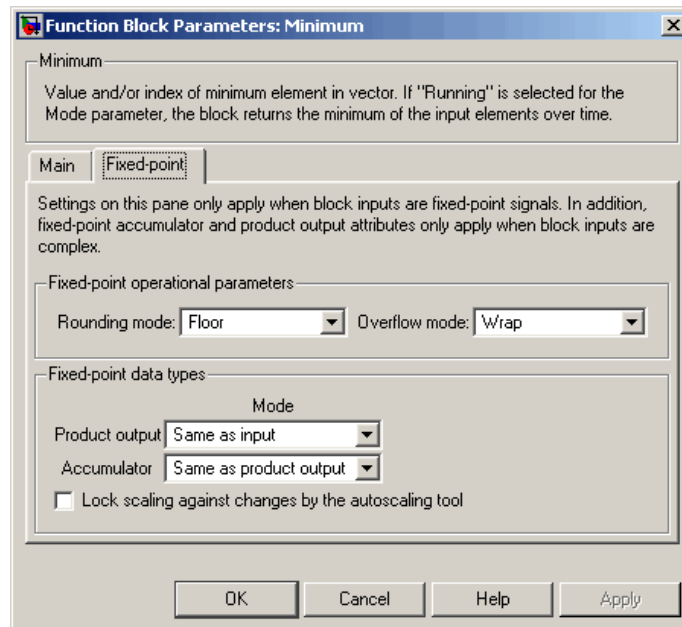 Function Block Parameters: Minimum
Minimum
Value and/or index of minimum element in vector. If "Running" is selected for the
Mode parameter, the block returns the minimum of the input elements over time.
Main Fixed-point
Settings on this pane only apply when block inputs are fixed-point signals. In addition,
fixed-point accumulator and product output attributes only apply when block inputs are
complex.
Fixed-point operational parameters
Rounding mode: Floor Overflow mode: Wrap
Fixed-point data types
Mode
Product output Same as input
Accumulator Same as product output
Lock scaling against changes by the autoscaling tool
OK Cancel Help Apply